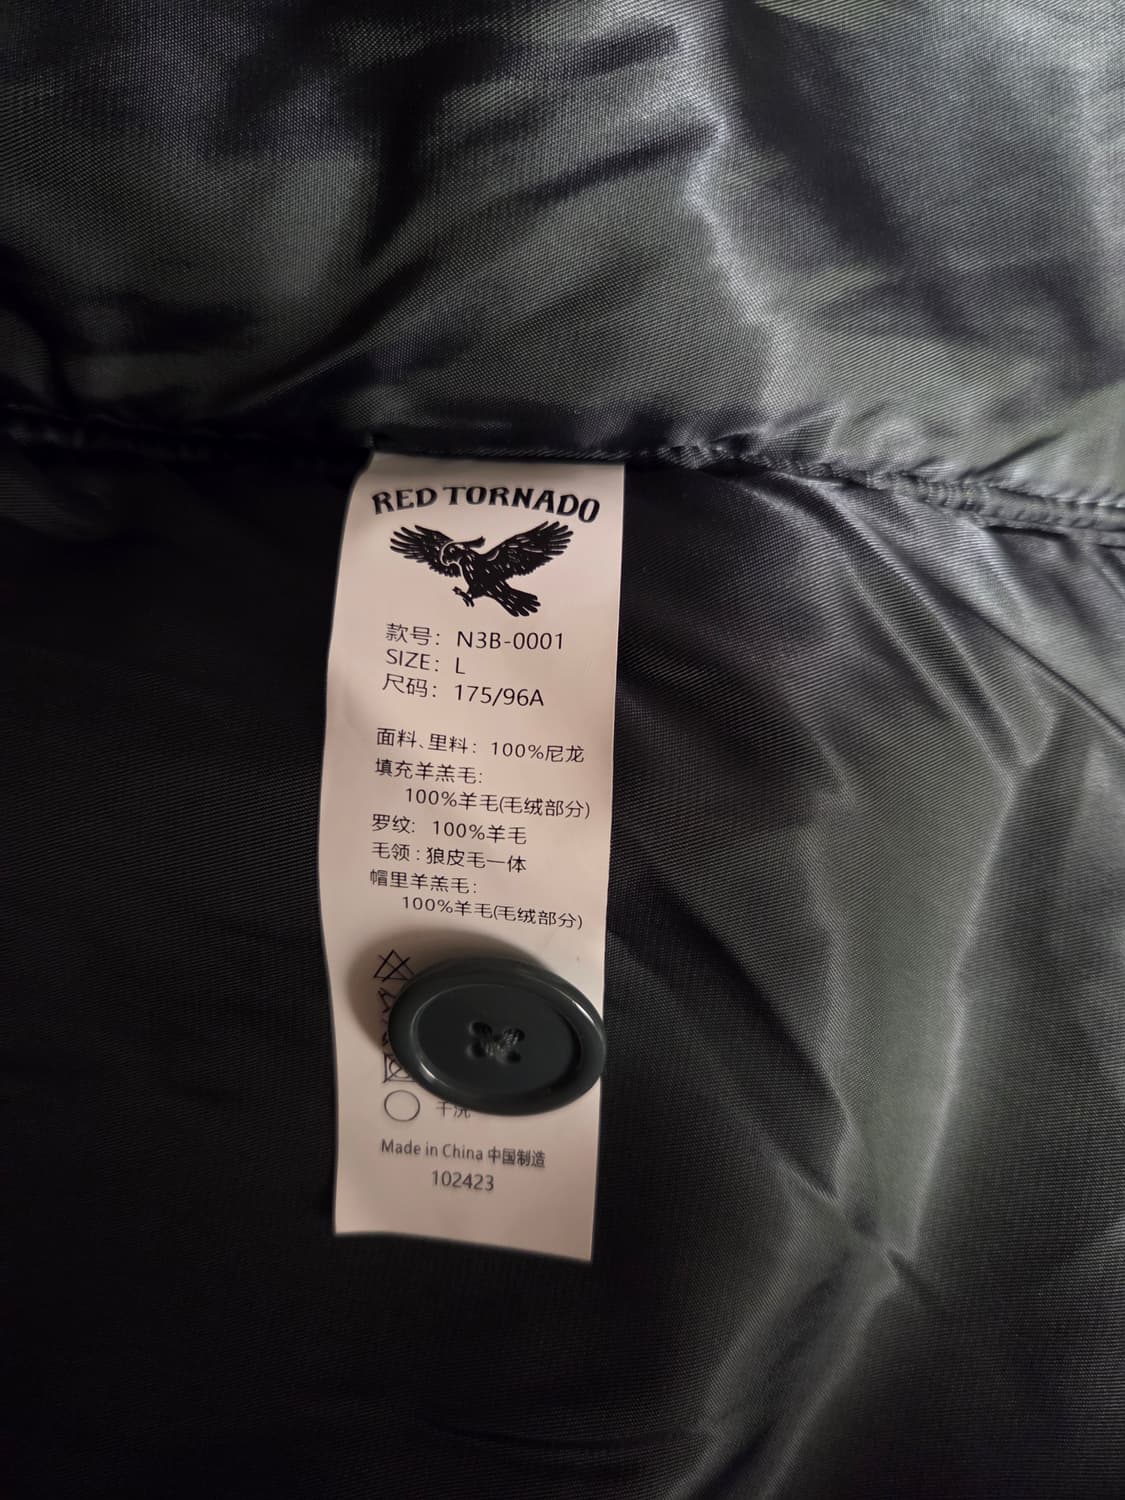 RED TORNADO
款号: N3B-0001
SIZE: L
尺码: 175/96A
面料、里料: 100%尼龙
填充羊羔毛:
100%羊毛(毛绒部分)
罗纹: 100%羊毛
毛领:狼皮毛一体
帽里羊羔毛:
100%羊毛(毛绒部分)
干洗
Made in China 中国制造
102423